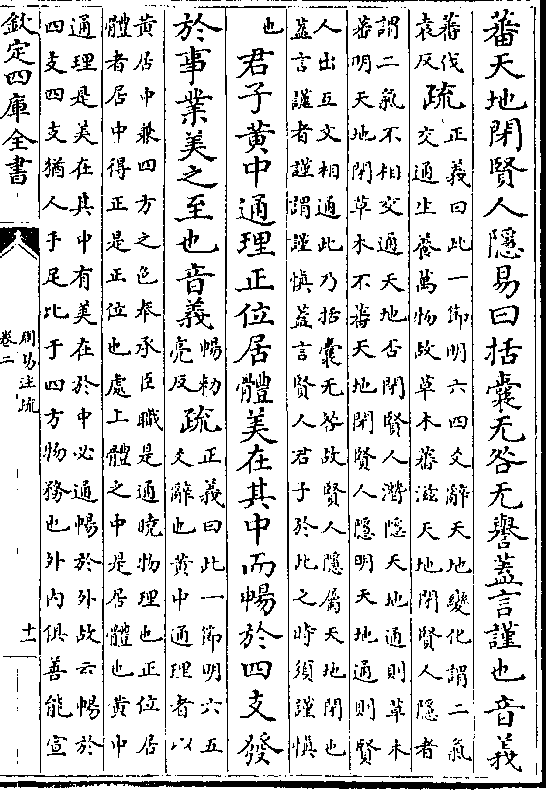 蕃天地閉賢人隱易曰括囊无咎无譽蓋言謹也音義
蕃伐
袁反
疏
正義曰此一節明六四爻辭天地變化謂二氣
交通生養萬物故草木蕃滋天地閉賢人隱者
謂二氣不相交通天地否閉賢人潛隱天地通則草木
蕃明天地閉草木不蕃天地閉賢人隱明天地通則賢
人出互文相通此乃括囊无咎故賢人隱屬天地閉也
蓋言謹者謹謂謹慎蓋言賢人君子於此之時須謹慎
也
君子黄中通理正位居體美在其中而暢於四支發
於事業美之至也音義
暢勑
亮反
疏
正義曰此一節明六五
爻辭也黄中通理者以
黄居中兼四方之色奉承臣職是通曉物理也正位居
體者居中得正是正位也處上體之中是居體也黄中
通理是美在其中有美在於中必通暢於外故云暢於
四支四支猶人手足比于四方物務也外内俱善能宣
欽定四庫全書
周易注疏
卷二
十一